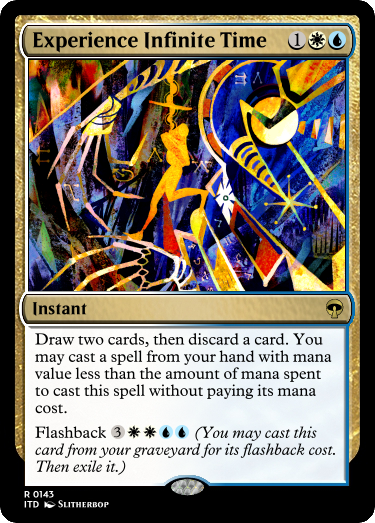 Experience Infinite Time 1
Instant
Draw two cards, then discard a card. You
may cast a spell from your hand with mana
value less than the amount of mana spent
to cast this spell without paying its mana
cost.
Flashback 3 (You may cast this
card from your graveyard for its flashback cost.
Then exile it.)
R 0143
ITD Slitherbop